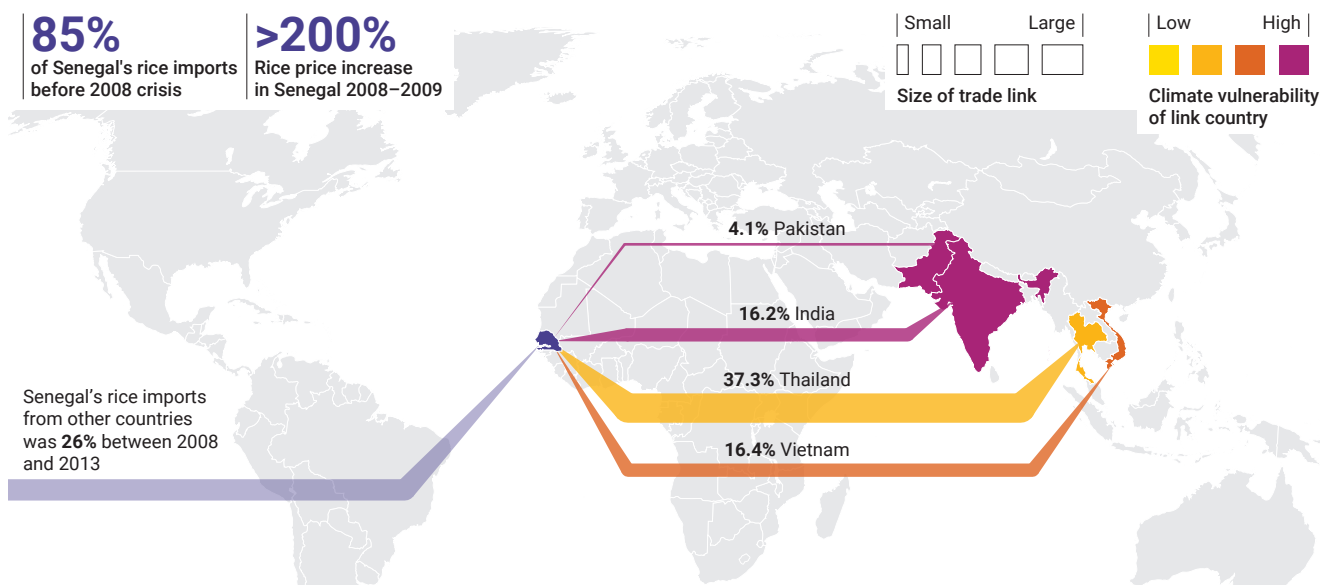 85%
of Senegal's rice imports
before 2008 crisis
>200%
Rice price increase
in Senegal 2008–2009
Small Large
Size of trade link
Low High
Climate vulnerability
of link country
4.1% Pakistan
16.2% India
37.3% Thailand
16.4% Vietnam
Senegal’s rice imports
from other countries
was 26% between 2008
and 2013